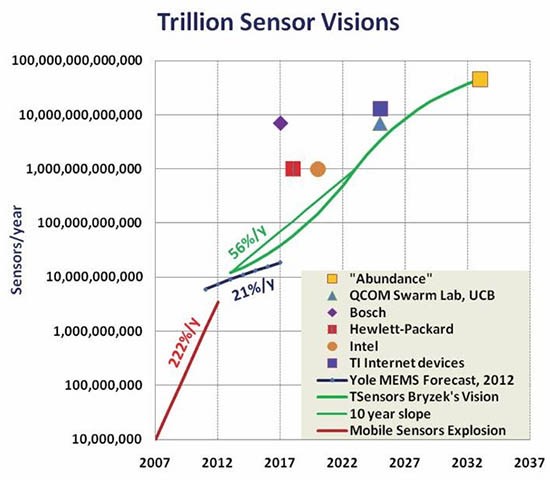 Trillion Sensor Visions
Sensors/year
100,000,000,000,000
10,000,000,000,000
1,000,000,000,000
100,000,000,000
10,000,000,000
1,000,000,000
100,000,000
10,000,000
222%/y
56%/y
21%/y
"Abundance"
QCOM Swarm Lab, UCB
Bosch
Hewlett-Packard
Intel
TI Internet devices
Yole MEMS Forecast, 2012
TSensors Bryzek's Vision
10 year slope
Mobile Sensors Explosion
2007 2012 2017 2022 2027 2032 2037